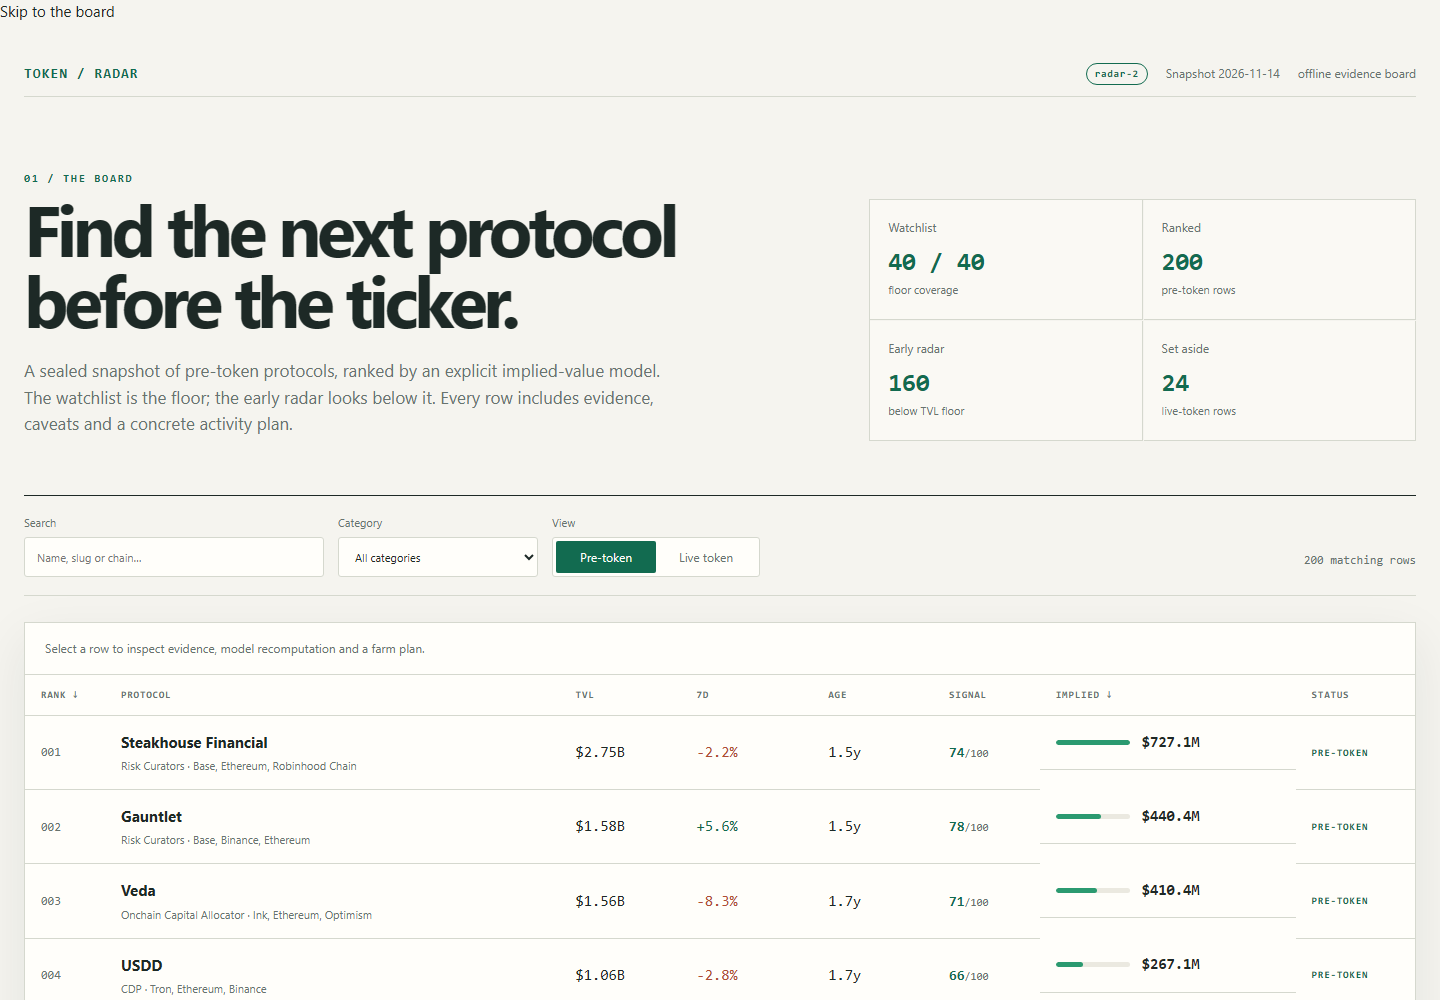 Skip to the board
TOKEN / RADAR
radar-2
Snapshot 2026-11-14
offline evidence board
01 / THE BOARD
Find the next protocol
before the ticker.
A sealed snapshot of pre-token protocols, ranked by an explicit implied-value model.
The watchlist is the floor; the early radar looks below it. Every row includes evidence,
caveats and a concrete activity plan.
Watchlist
40 / 40
floor coverage
Ranked
200
pre-token rows
Early radar
160
below TVL floor
Set aside
24
live-token rows
Search
Name, slug or chain...
Category
All categories
View
Pre-token
Live token
200 matching rows
Select a row to inspect evidence, model recomputation and a farm plan.
RANK ↓ PROTOCOL TVL 7D AGE SIGNAL IMPLIED ↓ STATUS
001 Steakhouse Financial $2.75B -2.2% 1.5y 74/100 $727.1M PRE-TOKEN
Risk Curators · Base, Ethereum, Robinhood Chain
002 Gauntlet $1.58B +5.6% 1.5y 78/100 $440.4M PRE-TOKEN
Risk Curators · Base, Binance, Ethereum
003 Veda $1.56B -8.3% 1.7y 71/100 $410.4M PRE-TOKEN
Onchain Capital Allocator · Ink, Ethereum, Optimism
004 USDD $1.06B -2.8% 1.7y 66/100 $267.1M PRE-TOKEN
CDP · Tron, Ethereum, Binance